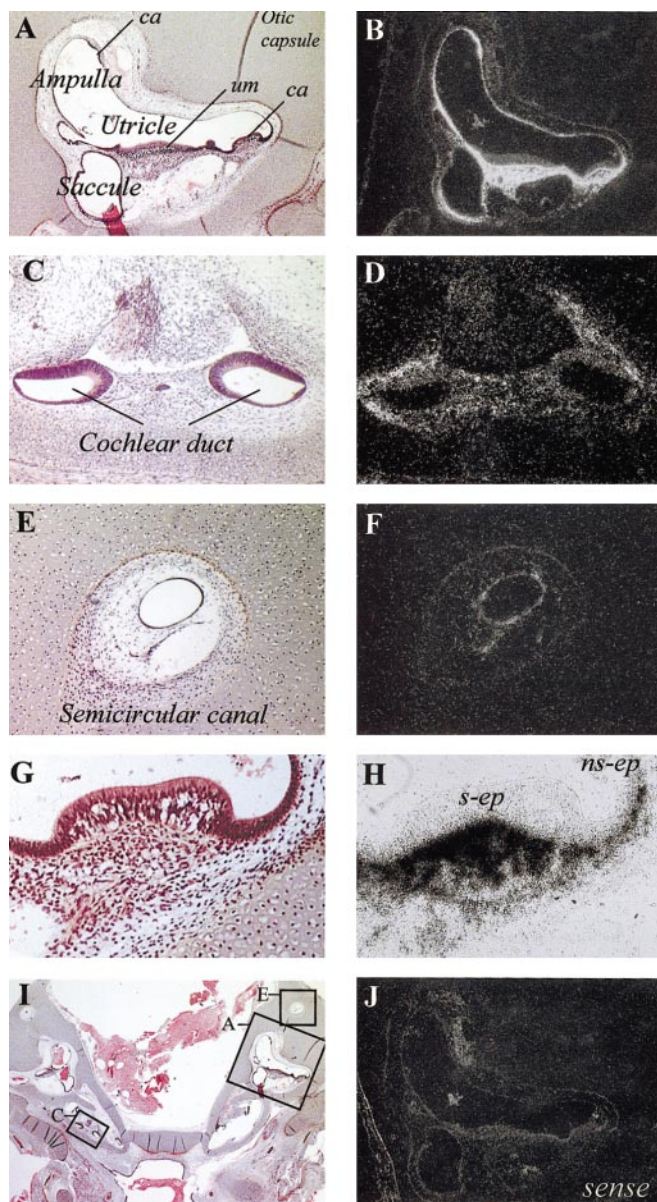 A
ca
Otic
capsule
Ampulla
um
ca
Utricle
Saccule
B
C
Cochlear duct
D
E
Semicircular canal
F
G
H
s-ep
ns-ep
I
E
A
C
J
sense